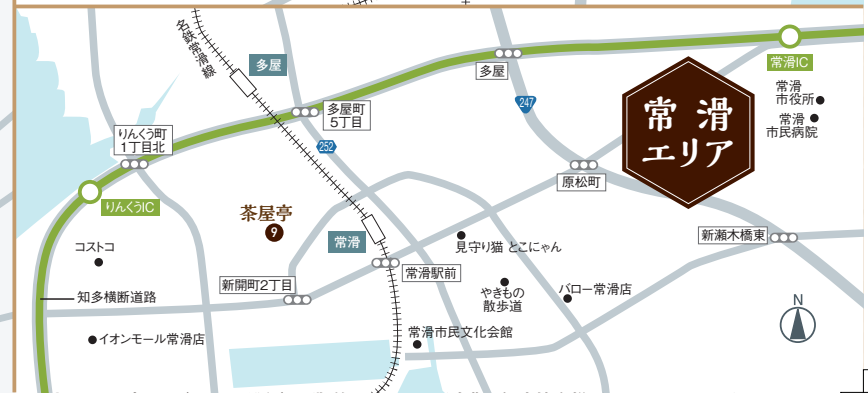 名鉄常滑線
多屋
多屋
247
常滑IC
常滑
市役所
常滑
市民病院
常滑
エリア
多屋町
5丁目
りんくう町
1丁目北
252
原松町
りんくうIC
茶屋亭
9
常滑
見守り猫 とこにゃん
新瀬木橋東
コストコ
常滑駅前
新開町2丁目
やきもの
散歩道
バロー常滑店
知多横断道路
N
イオンモール常滑店
常滑市民文化会館